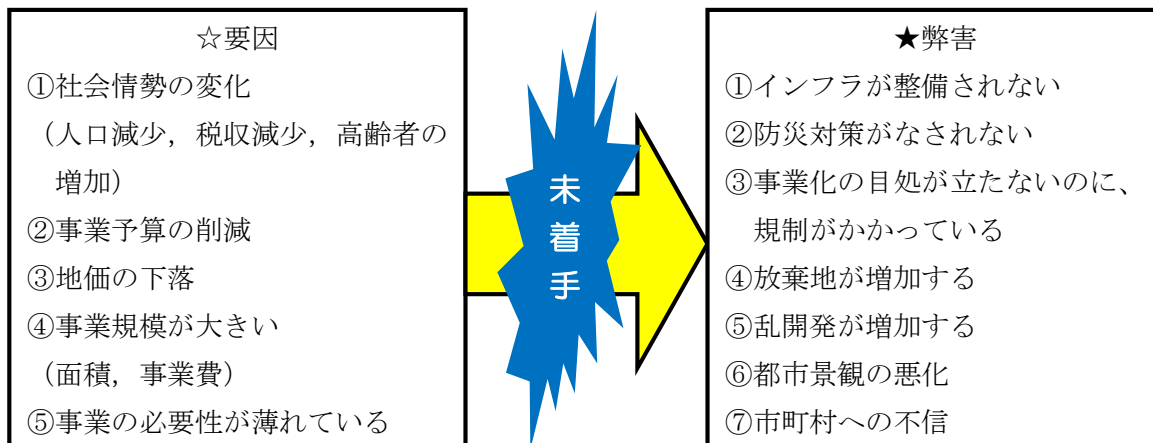 ☆要因
①社会情勢の変化
（人口減少，税収減少，高齢者の
増加）
②事業予算の削減
③地価の下落
④事業規模が大きい
（面積，事業費）
⑤事業の必要性が薄れている
未着手
★弊害
①インフラが整備されない
②防災対策がなされない
③事業化の目処が立たないのに、
規制がかかっている
④放棄地が増加する
⑤乱開発が増加する
⑥都市景観の悪化
⑦市町村への不信